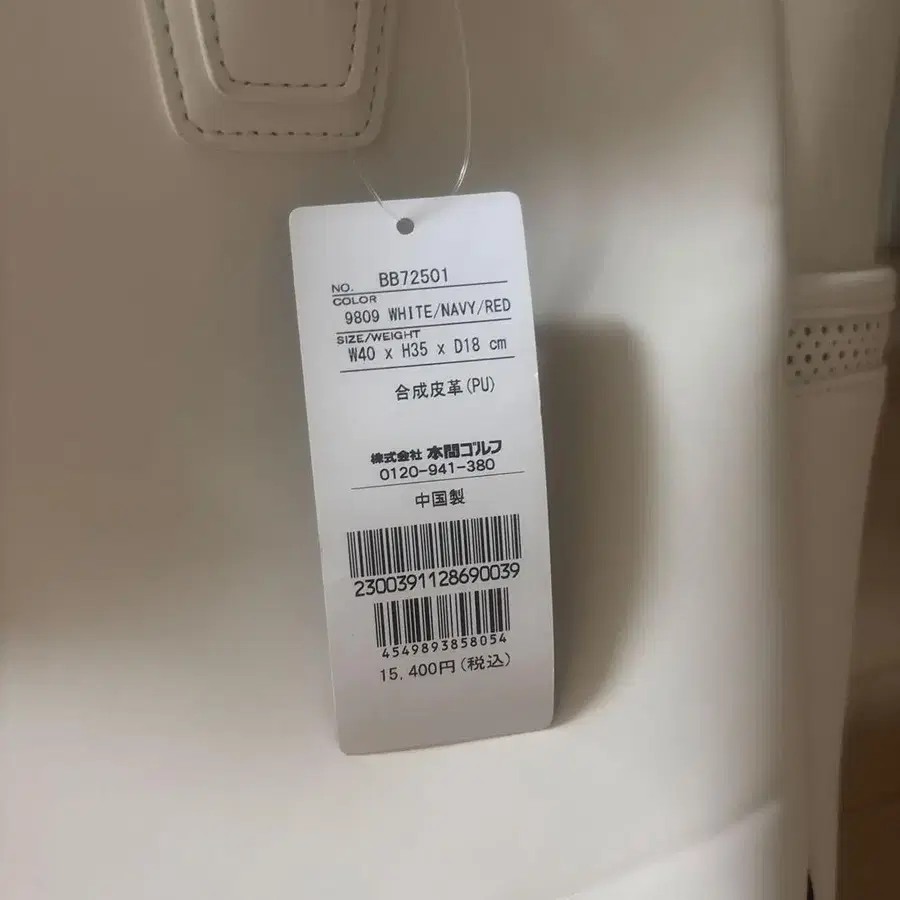 NO. BB72501
COLOR
9809 WHITE/NAVY/RED
SIZE/WEIGHT
W40 x H35 x D18 cm
合成皮革(PU)
株式会社 本間ゴルフ
0120-941-380
中国製
2300391128690039
4549893858054
15,400円(税込)